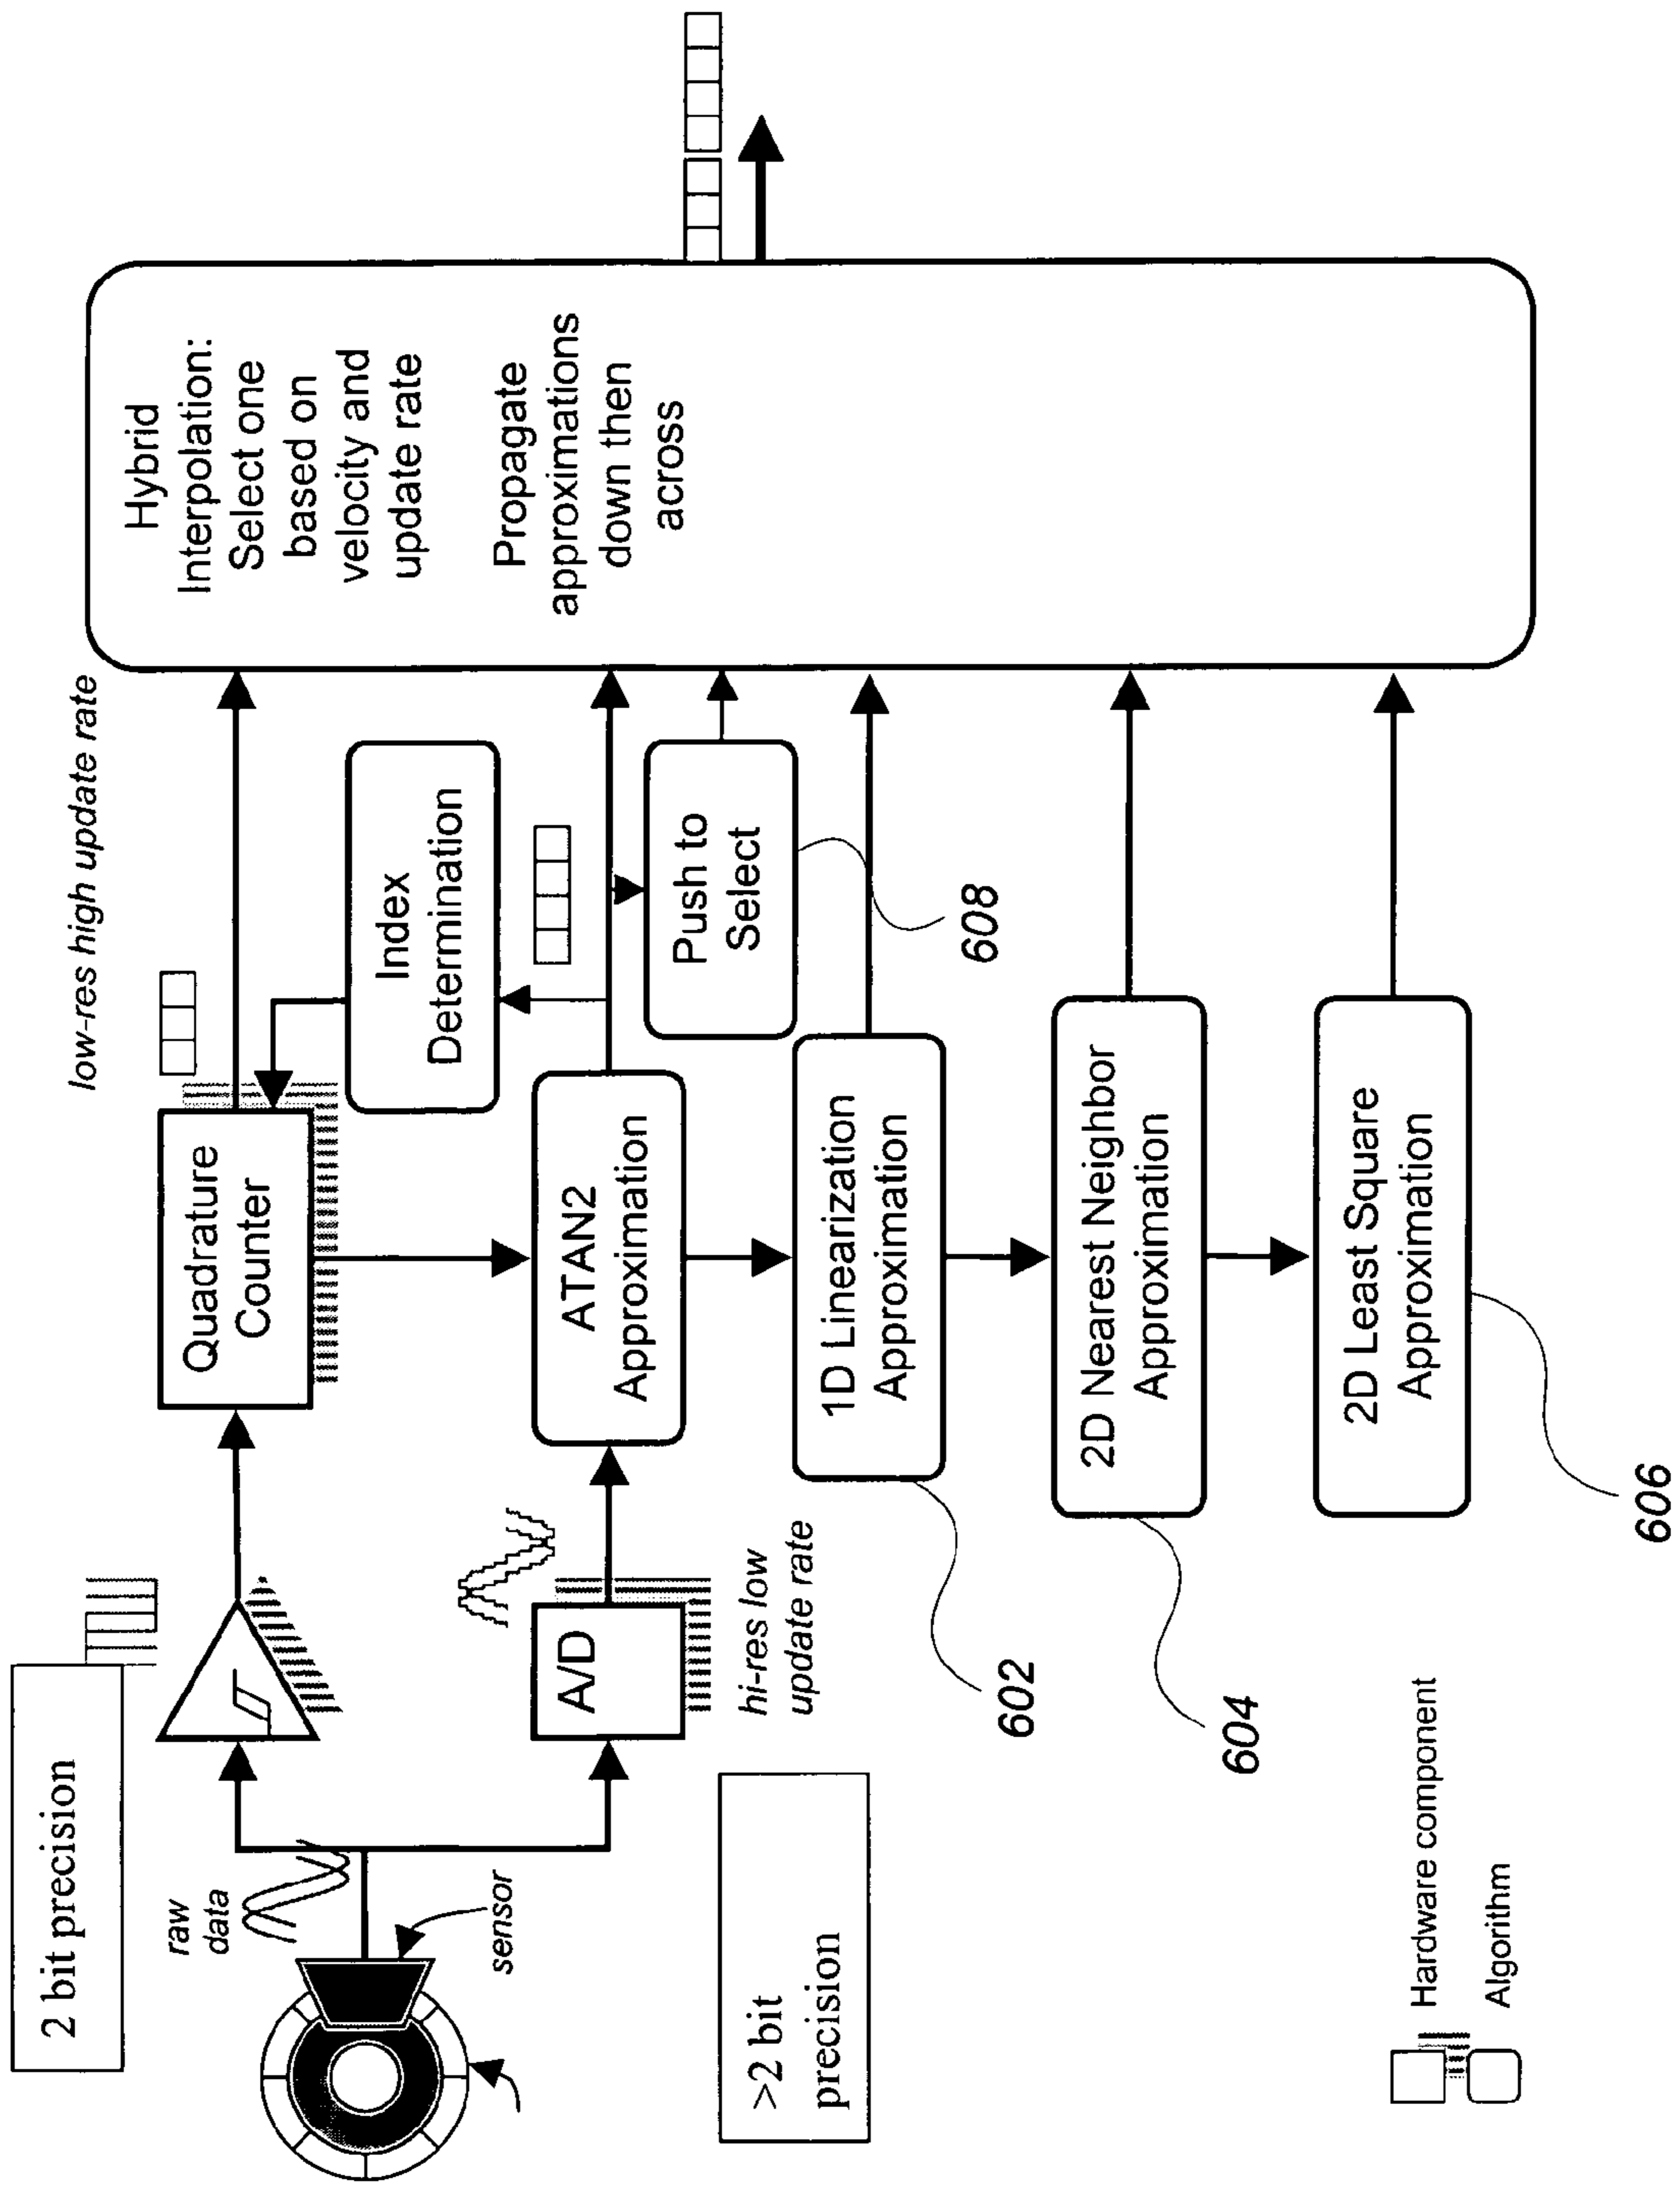 2 bit precision
low-res high update rate
raw
data
sensor
Quadrature
Counter
Index
Determination
Hybrid
Interpolation:
Select one
based on
velocity and
update rate
Propagate
approximations
down then
across
A/D
hi-res low
update rate
ATAN2
Approximation
Push to
Select
608
>2 bit
precision
1D Linearization
Approximation
602
2D Nearest Neighbor
Approximation
604
2D Least Square
Approximation
606
Hardware component
Algorithm